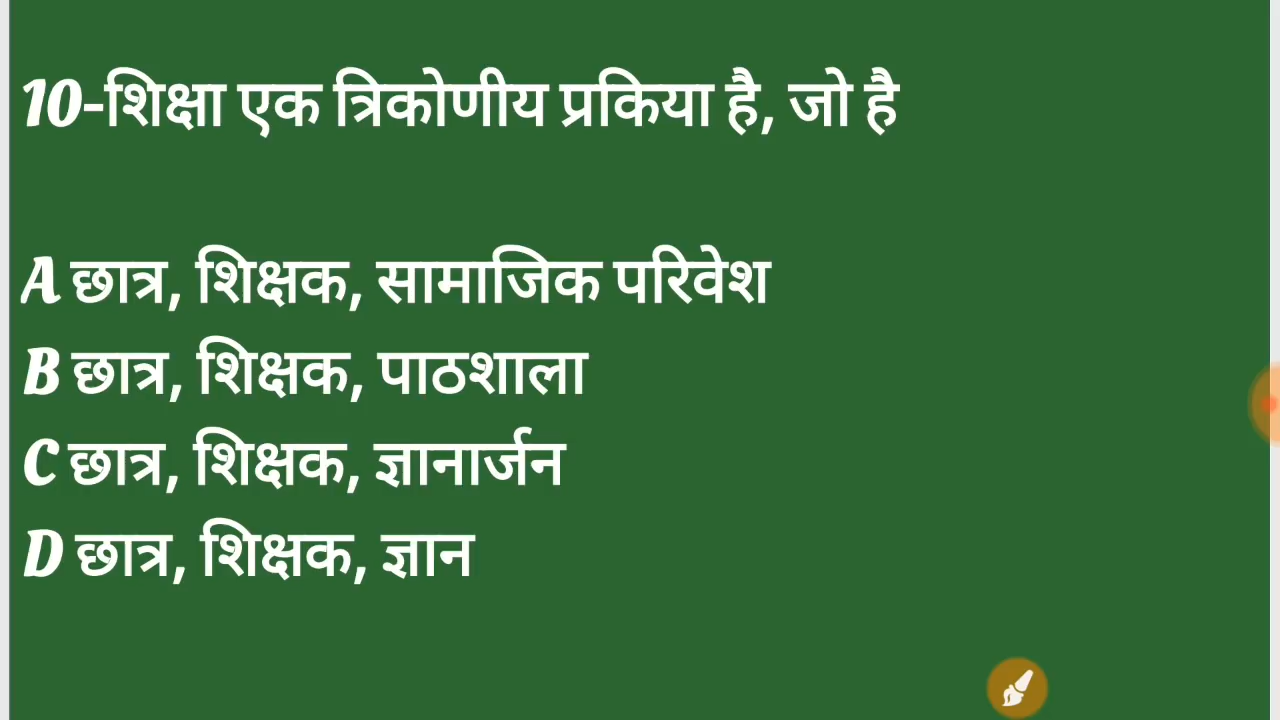 10-शिक्षा एक त्रिकोणीय प्रकिया है, जो है
A छात्र, शिक्षक, सामाजिक परिवेश
B छात्र, शिक्षक, पाठशाला
C छात्र, शिक्षक, ज्ञानार्जन
D छात्र, शिक्षक, ज्ञान